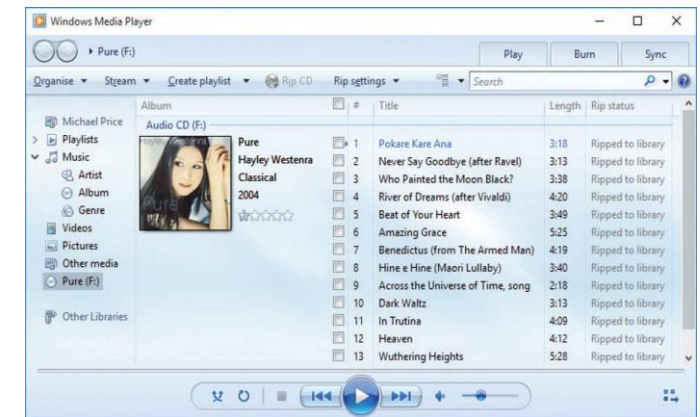 Windows Media Player
Pure (F:)
Play Burn Sync
Organise Stream Create playlist Rip CD Rip settings Search
Album # Title Length Rip status
Michael Price
Playlists
Music
Artist
Album
Genre
Videos
Pictures
Other media
Pure (F:)
Other Libraries
Audio CD (F:)
Hayley Westenra
Pure
Pure
Hayley Westenra
Classical
2004
1 Pokare Kare Ana 3:18 Ripped to library
2 Never Say Goodbye (after Ravel) 3:13 Ripped to library
3 Who Painted the Moon Black? 3:38 Ripped to library
4 River of Dreams (after Vivaldi) 4:20 Ripped to library
5 Beat of Your Heart 3:49 Ripped to library
6 Amazing Grace 5:25 Ripped to library
7 Benedictus (from The Armed Man) 4:19 Ripped to library
8 Hine e Hine (Maori Lullaby) 3:40 Ripped to library
9 Across the Universe of Time, song 2:18 Ripped to library
10 Dark Waltz 3:13 Ripped to library
11 In Trutina 4:09 Ripped to library
12 Heaven 4:12 Ripped to library
13 Wuthering Heights 5:28 Ripped to library